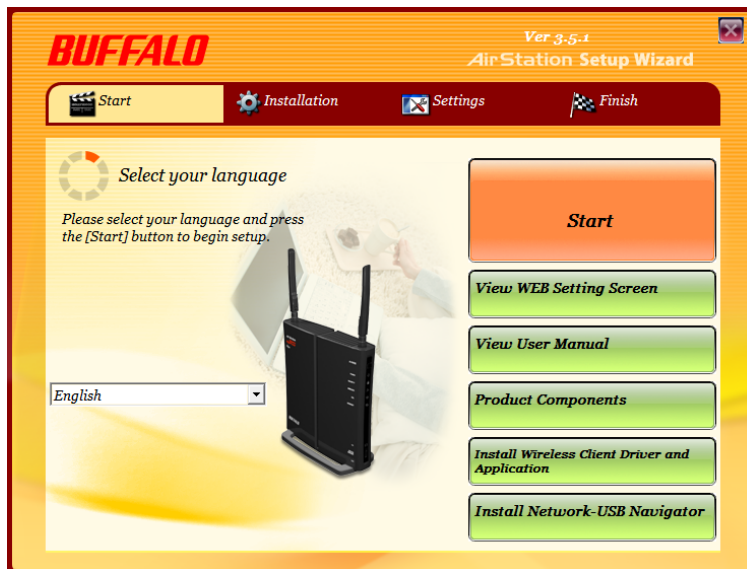 BUFFALO
Ver 3.5.1
AirStation Setup Wizard
Start
Installation
Settings
Finish
Select your language
Please select your language and press
the [Start] button to begin setup.
English
Start
View WEB Setting Screen
View User Manual
Product Components
Install Wireless Client Driver and
Application
Install Network-USB Navigator